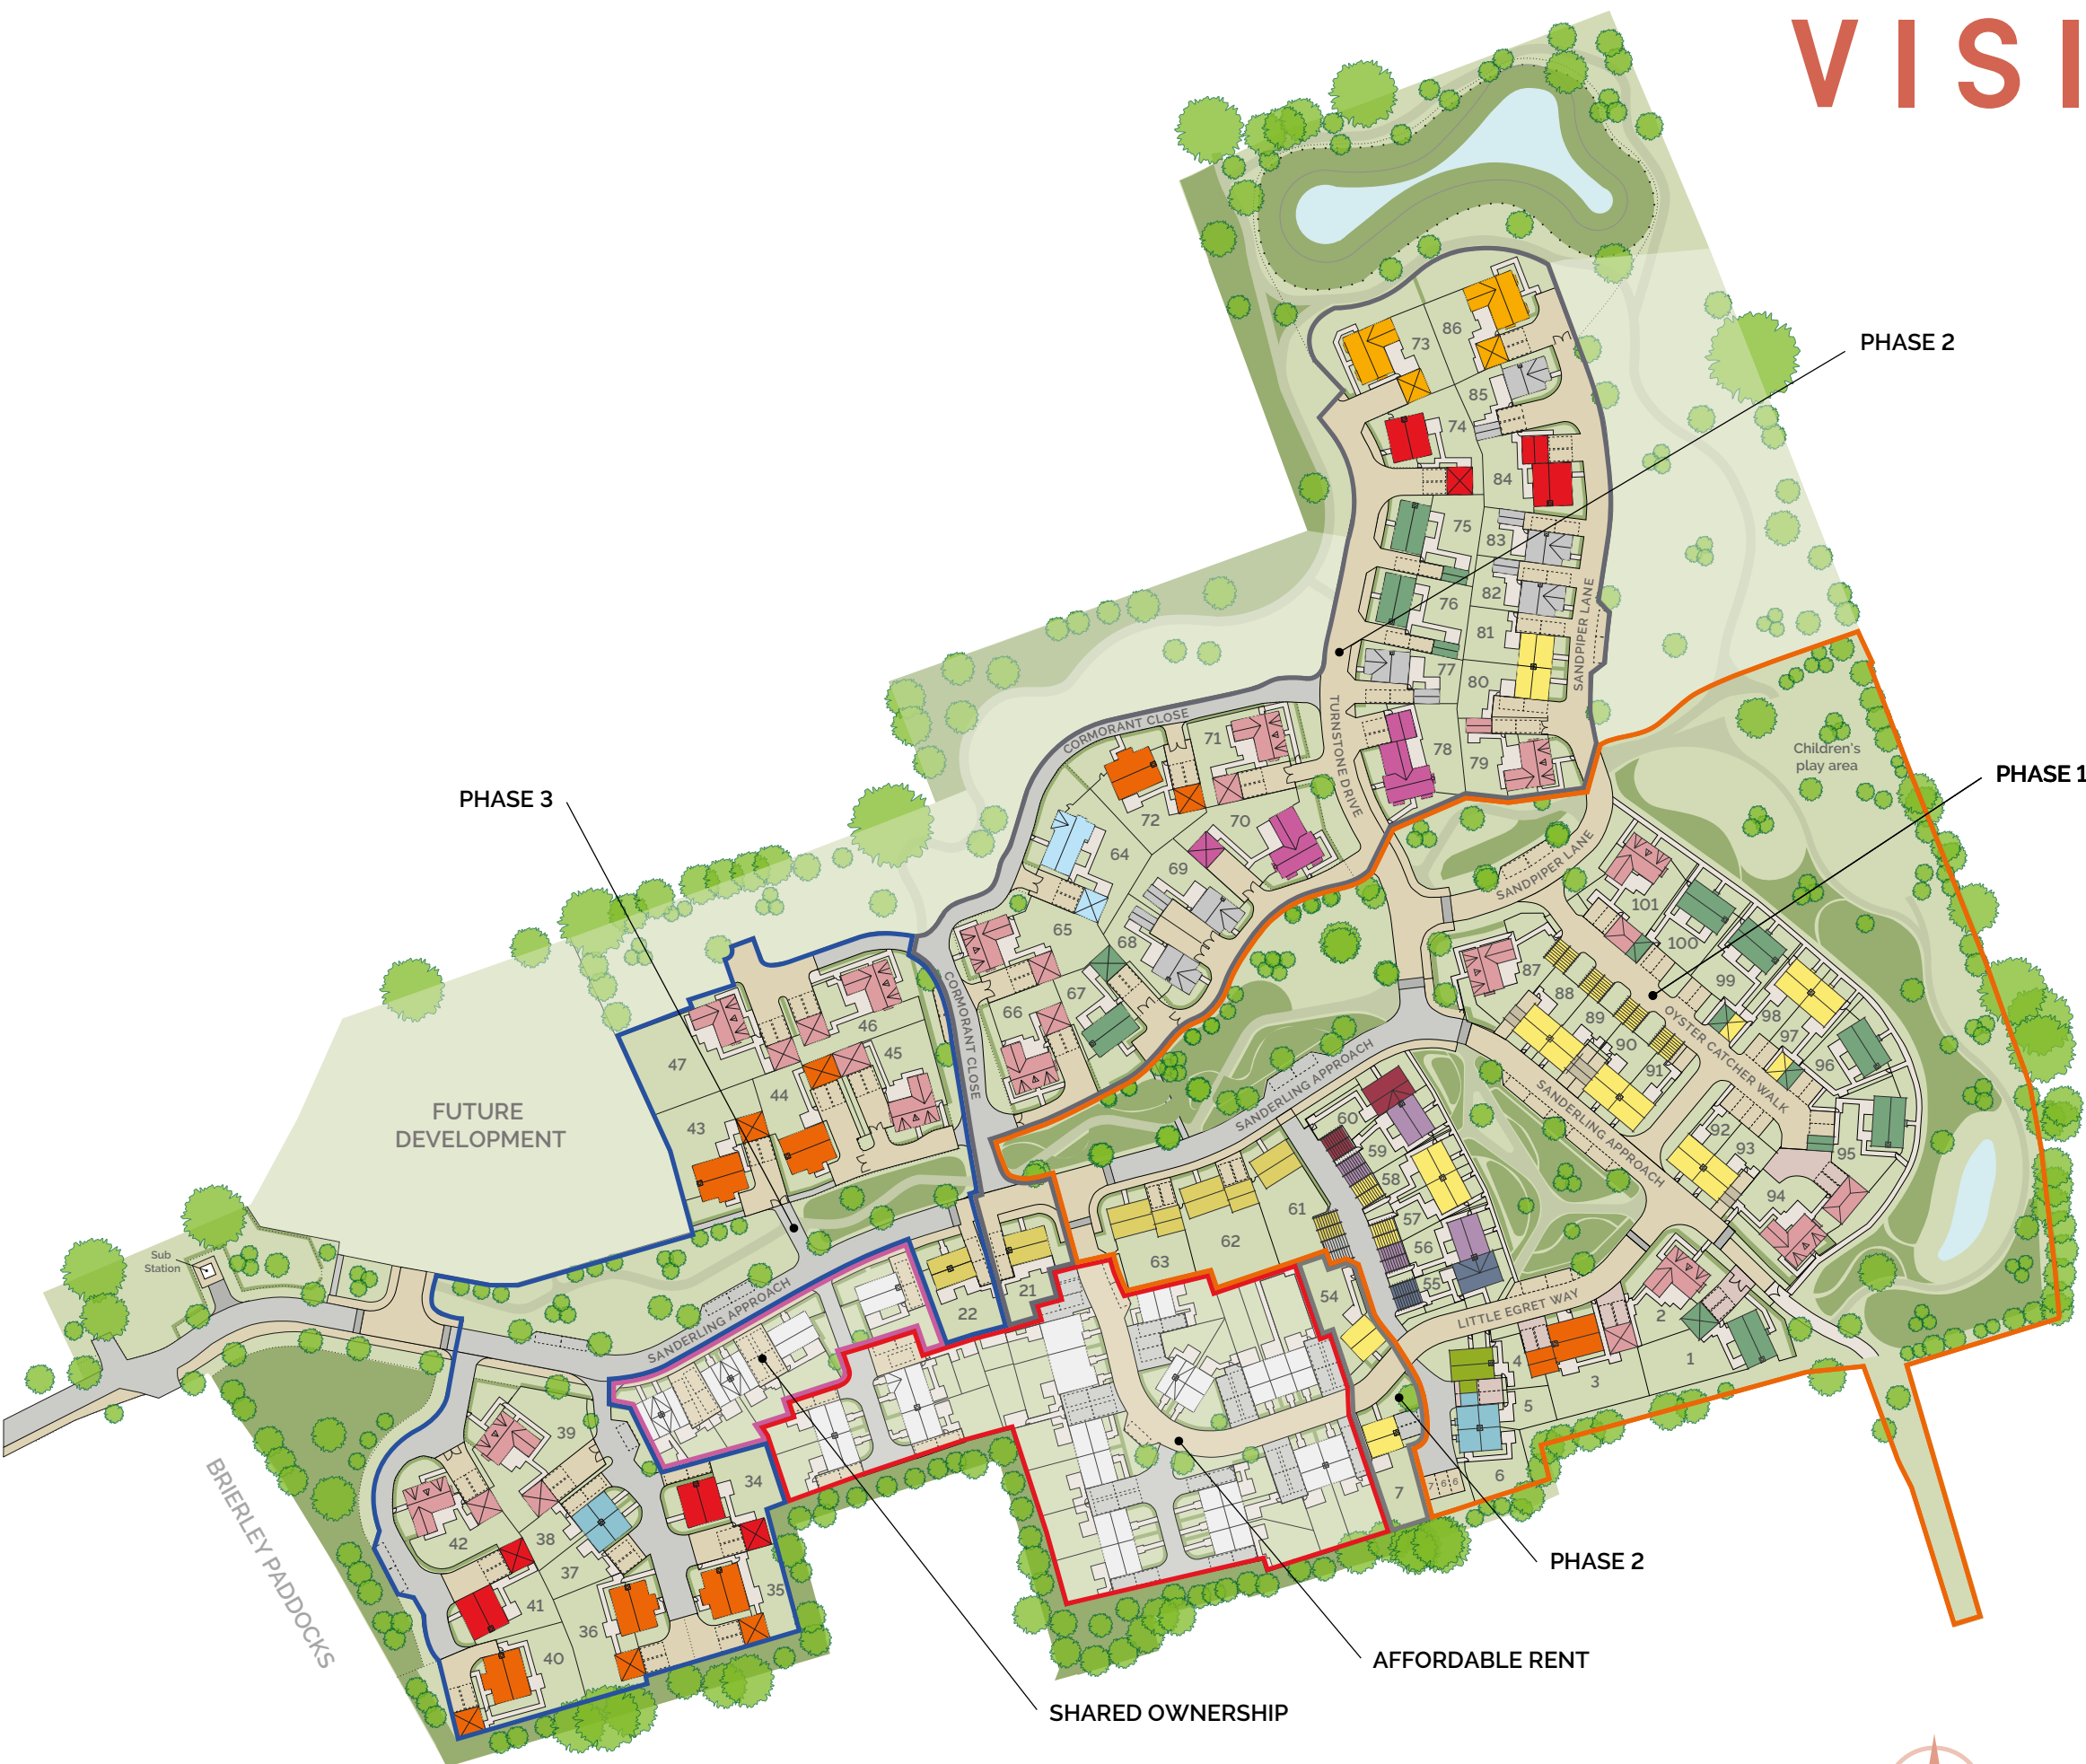 VISI
PHASE 2
86
73
85
74
84
75
83
76
82
81
77
80
78
79
SANDPIPER LANE
TURNSTONE DRIVE
CORMORANT CLOSE
71
72
70
64
69
65
68
67
66
Children's
play area
PHASE 1
SANDPIPER LANE
101
100
99
98
97
96
95
94
93
92
91
90
89
88
87
OYSTER CATCHER WALK
SANDERLING APPROACH
PHASE 3
CORMORANT CLOSE
46
45
47
44
43
FUTURE
DEVELOPMENT
SANDERLING APPROACH
60
59
58
57
56
55
61
62
63
54
21
22
LITTLE EGRET WAY
2
1
3
4
5
6
7
7 6 6
Sub
Station
SANDERLING APPROACH
BRIERLEY PADDOCKS
39
42
38
37
41
36
40
34
35
PHASE 2
AFFORDABLE RENT
SHARED OWNERSHIP